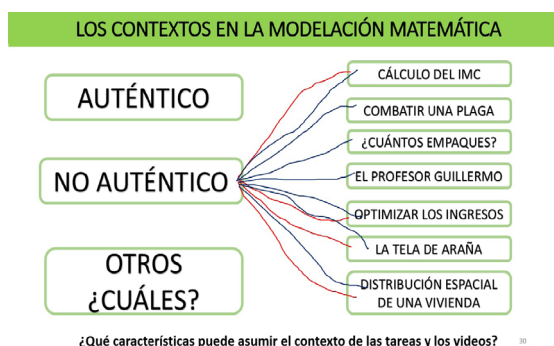 LOS CONTEXTOS EN LA MODELACIÓN MATEMÁTICA
AUTÉNTICO
NO AUTÉNTICO
OTROS
¿CUÁLES?
CÁLCULO DEL IMC
COMBATIR UNA PLAGA
¿CUÁNTOS EMPAQUES?
EL PROFESOR GUILLERMO
OPTIMIZAR LOS INGRESOS
LA TELA DE ARAÑA
DISTRIBUCIÓN ESPACIAL
DE UNA VIVIENDA
¿Qué características puede asumir el contexto de las tareas y los videos?
30